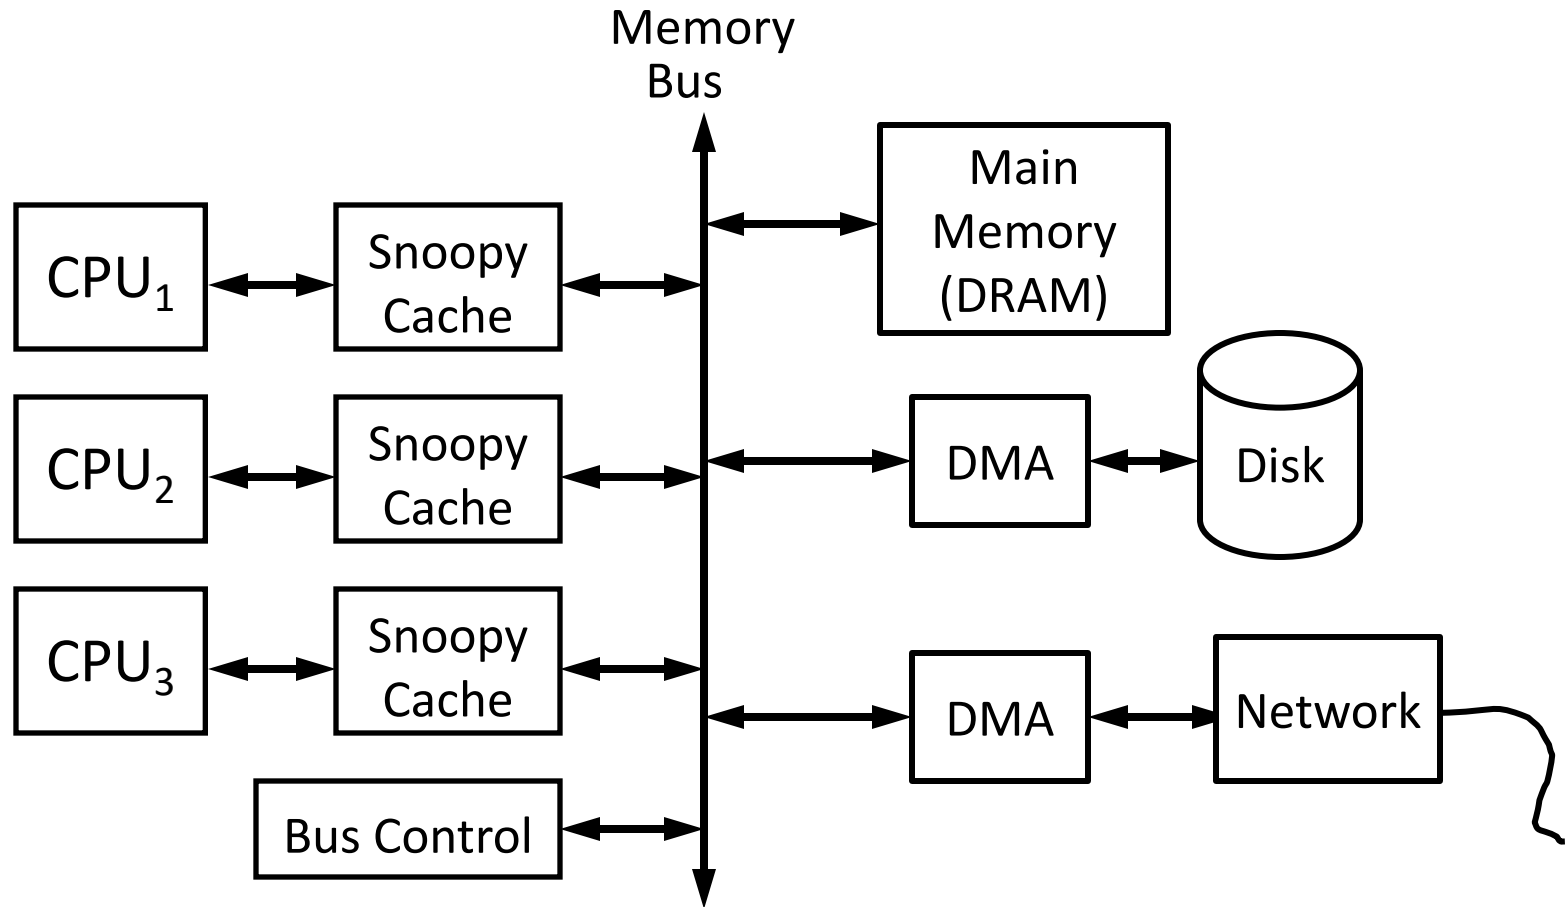 Memory
Bus
Main
Memory
(DRAM)
CPU₁
Snoopy
Cache
CPU₂
Snoopy
Cache
DMA
Disk
CPU₃
Snoopy
Cache
DMA
Network
Bus Control